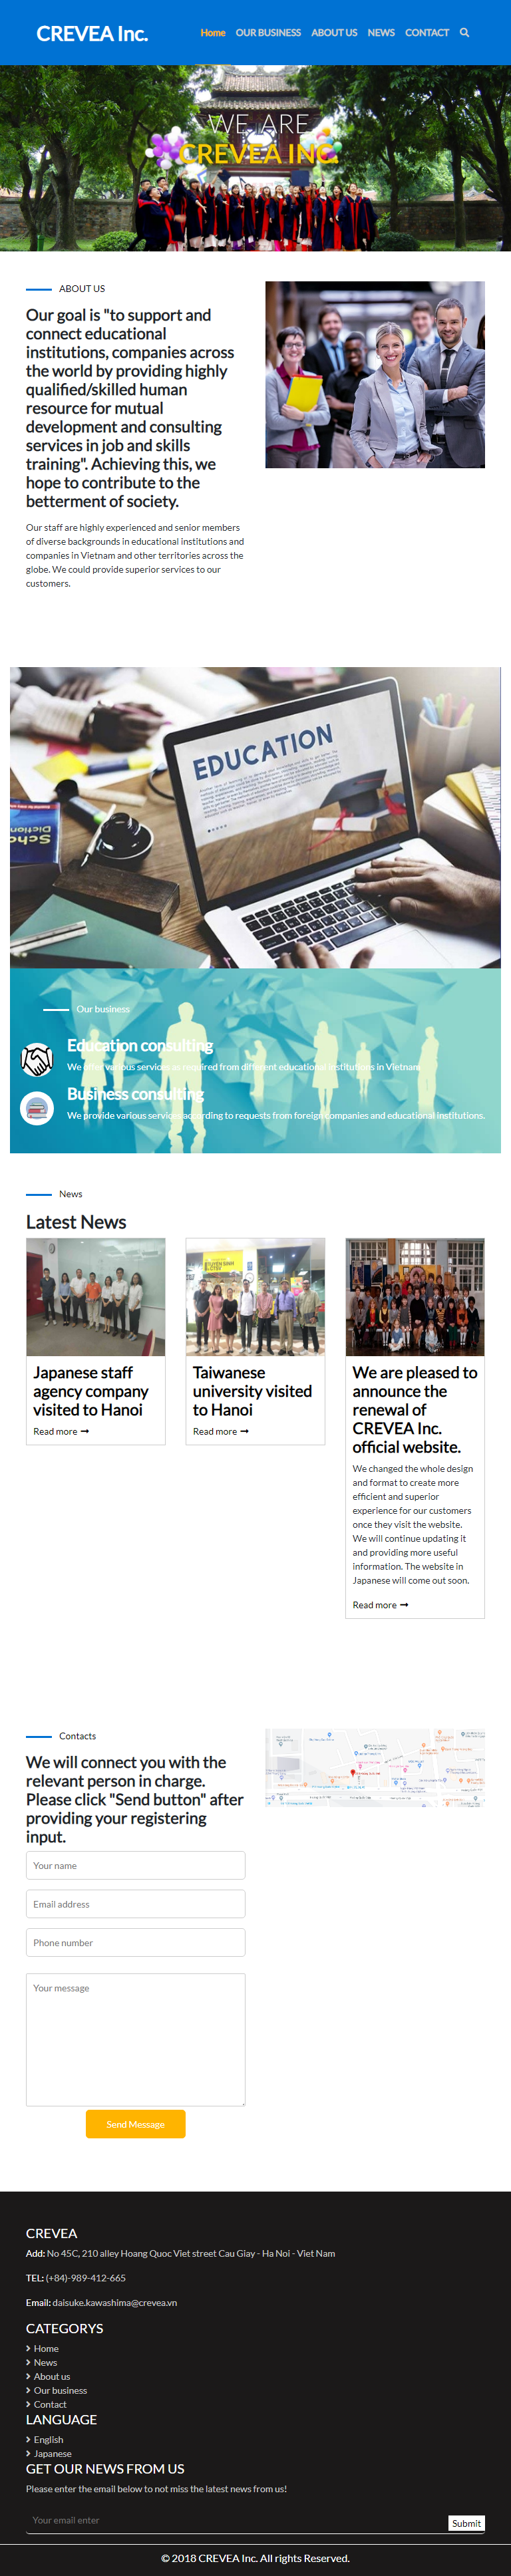 CREVEA Inc.
Home OUR BUSINESS ABOUT US NEWS CONTACT
WE ARE
CREVEA INC.
ABOUT US
Our goal is "to support and
connect educational
institutions, companies across
the world by providing highly
qualified/skilled human
resource for mutual
development and consulting
services in job and skills
training". Achieving this, we
hope to contribute to the
betterment of society.
Our staff are highly experienced and senior members
of diverse backgrounds in educational institutions and
companies in Vietnam and other territories across the
globe. We could provide superior services to our
customers.
EDUCATION
Our business
Education consulting
We offer various services as required from different educational institutions in Vietnam.
Business consulting
We provide various services according to requests from foreign companies and educational institutions.
News
Latest News
Japanese staff
agency company
visited to Hanoi
Read more
Taiwanese
university visited
to Hanoi
Read more
We are pleased to
announce the
renewal of
CREVEA Inc.
official website.
We changed the whole design
and format to create more
efficient and superior
experience for our customers
once they visit the website.
We will continue updating it
and providing more useful
information. The website in
Japanese will come out soon.
Read more
Contacts
We will connect you with the
relevant person in charge.
Please click "Send button" after
providing your registering
input.
Your name
Email address
Phone number
Your message
Send Message
CREVEA
Add: No 45C, 210 alley Hoang Quoc Viet street Cau Giay - Ha Noi - Viet Nam
TEL: (+84)-989-412-665
Email: daisuke.kawashima@crevea.vn
CATEGORYS
Home
News
About us
Our business
Contact
LANGUAGE
English
Japanese
GET OUR NEWS FROM US
Please enter the email below to not miss the latest news from us!
Your email enter
Submit
© 2018 CREVEA Inc. All rights Reserved.